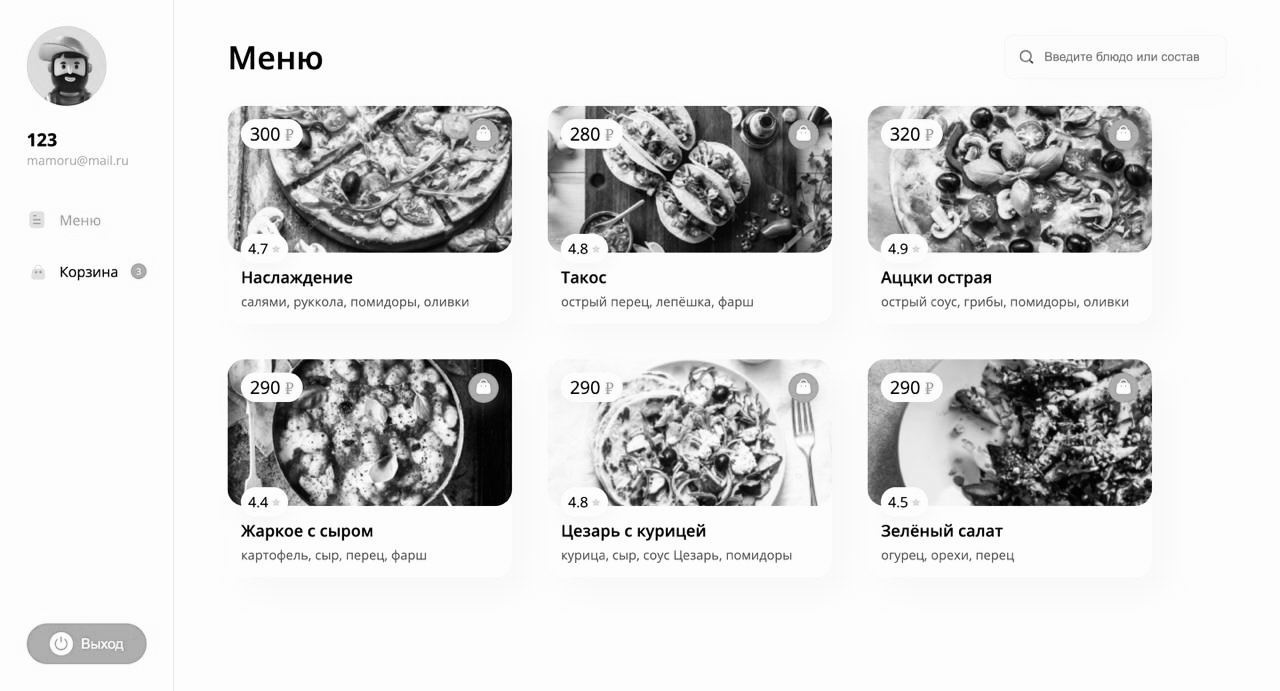 123
mamoru@mail.ru
Меню
Корзина 3
Выход
Меню
Введите блюдо или состав
300 ₽
4.7
Наслаждение
салями, руккола, помидоры, оливки
280 ₽
4.8
Такос
острый перец, лепёшка, фарш
320 ₽
4.9
Аццки острая
острый соус, грибы, помидоры, оливки
290 ₽
4.4
Жаркое с сыром
картофель, сыр, перец, фарш
290 ₽
4.8
Цезарь с курицей
курица, сыр, соус Цезарь, помидоры
290 ₽
4.5
Зелёный салат
огурец, орехи, перец